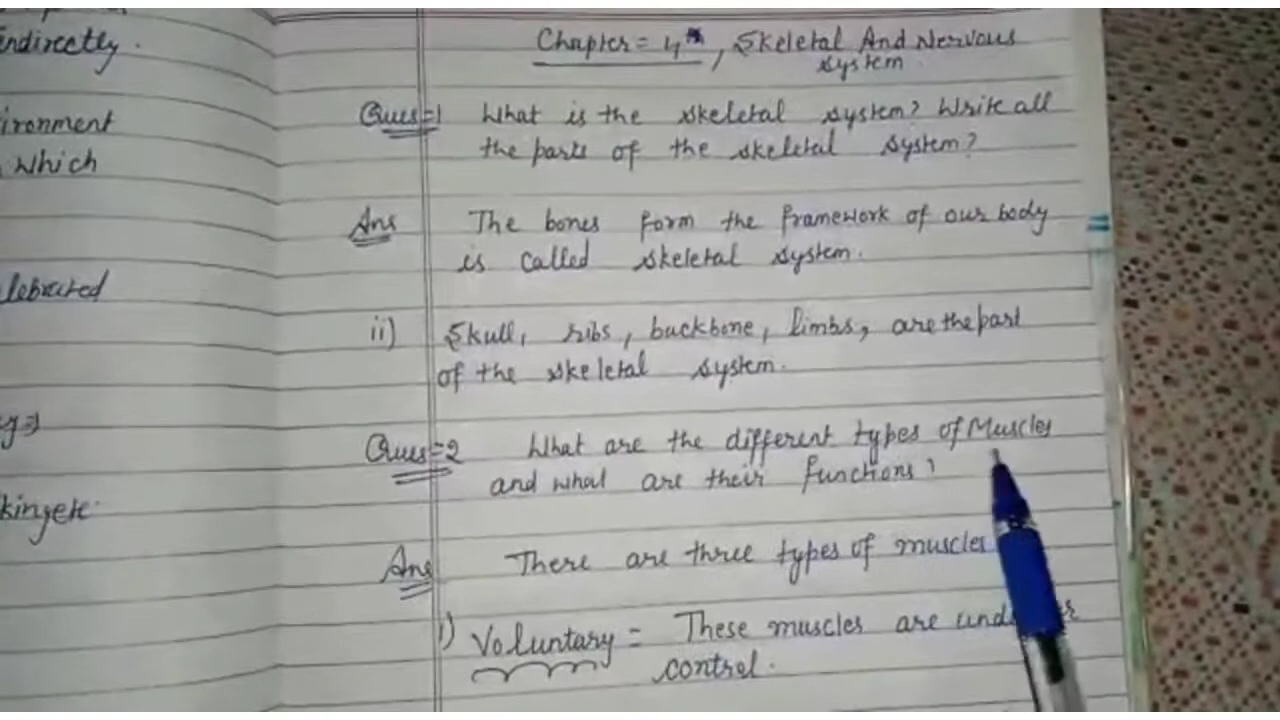 indirectly.
ironment
which
lebrated
kingetc.
Chapter = 4th, Skeletal And Nervous
system.
Ques=1 What is the skeletal system? Write all
the parts of the skeletal system?
Ans The bones form the framework of our body
is called skeletal system.
ii) Skull, ribs, backbone, limbs, are the part
of the skeletal system.
Ques=2 What are the different types of Muscles
and what are their functions?
Ans There are three types of muscles
i) Voluntary = These muscles are
control.